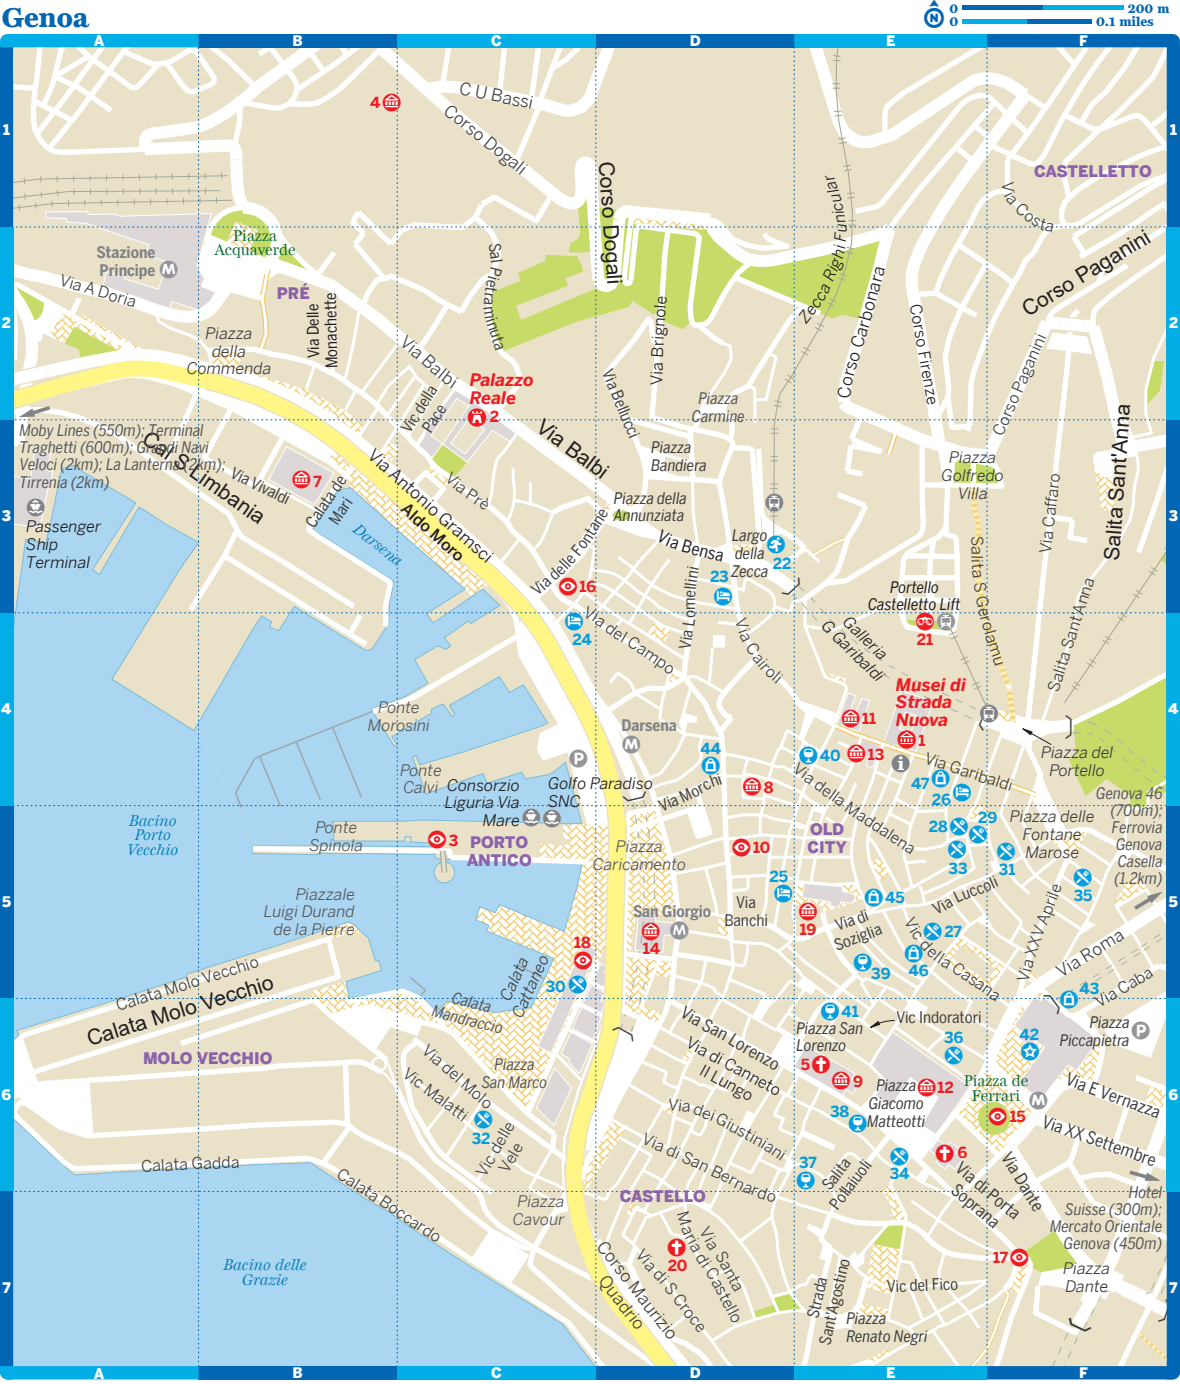 Genoa
0 200 m
0 0.1 miles
N
A B C D E F
1
1
4
C U Bassi
Corso Dogali
Corso Dogali
CASTELLETTO
Via Costa
Zecca Righi Funicular
Piazza
Acquaverde
Stazione
Principe M
Via A Doria
PRÉ
Sal Pietraminuta
Corso Paganini
2
2
Via Delle
Monachette
Piazza
della
Commenda
Via Balbi
Via Brignole
Corso Carbonara
Corso Firenze
Corso Paganini
Palazzo
Reale
2
Vic della
Pace
Via Bellucci
Piazza
Carmine
Salita Sant'Anna
Moby Lines (550m); Terminal
Traghetti (600m); Grandi Navi
Veloci (2km); La Lanterna (2km);
Tirrenia (2km)
Cal S Limbania
Via Balbi
Piazza
Bandiera
Piazza
Golfredo
Villa
7
Via Vivaldi
Calata de
Mari
Via Antonio Gramsci
Aldo Moro
Via Prè
Darsena
3
3
Passenger
Ship
Terminal
Piazza della
Annunziata
Via delle Fontane
Via Bensa
Largo
della
Zecca
22
23
Via Caffaro
Salita S Gerolamu
16
24
Via Lomellini
Via del Campo
Via Cairoli
Portello
Castelletto Lift
21
Galleria
G Garibaldi
Salita Sant'Anna
Musei di
Strada
Nuova
1
4
4
Ponte
Morosini
Darsena
M
11
40
13
44
Piazza del
Portello
P
Ponte
Calvi
Consorzio
Liguria Via
Mare
Golfo Paradiso
SNC
Via Morchi
8
i
47
26
Via Garibaldi
Via della Maddalena
Genova 46
(700m);
Ferrovia
Genova
Casella
(1.2km)
Bacino
Porto
Vecchio
Ponte
Spinola
3
PORTO
ANTICO
Piazza
Caricamento
10
OLD
CITY
28
29
33
31
Piazza delle
Fontane
Marose
35
5
5
Piazzale
Luigi Durand
de la Pierre
San Giorgio
M
14
25
Via
Banchi
19
45
Via di
Soziglia
Via Luccoli
27
46
39
Vic della Casana
Via XXV Aprile
Via Roma
Via Caba
43
18
30
Calata
Cattaneo
Calata
Mandraccio
Calata Molo Vecchio
Calata Molo Vecchio
MOLO VECCHIO
Piazza
San Marco
Via San Lorenzo
Via di Canneto
Il Lungo
41
Piazza San
Lorenzo
5
9
Vic Indoratori
36
42
Piazza
Piccapietra
P
Piazza de
Ferrari
M
15
12
Piazza
Giacomo
Matteotti
38
6
6
Via del Molo
Vic Malatti
32
Vic delle
Vele
Via dei Giustiniani
Via di San Bernardo
37
Salita
Pollaiuoli
34
6
Via di Porta
Soprana
Via Dante
Via E Vernazza
Via XX Settembre
Calata Gadda
Calata Boccardo
Piazza
Cavour
CASTELLO
Hotel
Suisse (300m);
Mercato Orientale
Genova (450m)
20
Via Santa
Maria di Castello
Via di S Croce
Corso Maurizio
Quadrio
Bacino delle
Grazie
17
Piazza
Dante
Vic del Fico
Strada
Sant'Agostino
Piazza
Renato Negri
7
7
A B C D E F